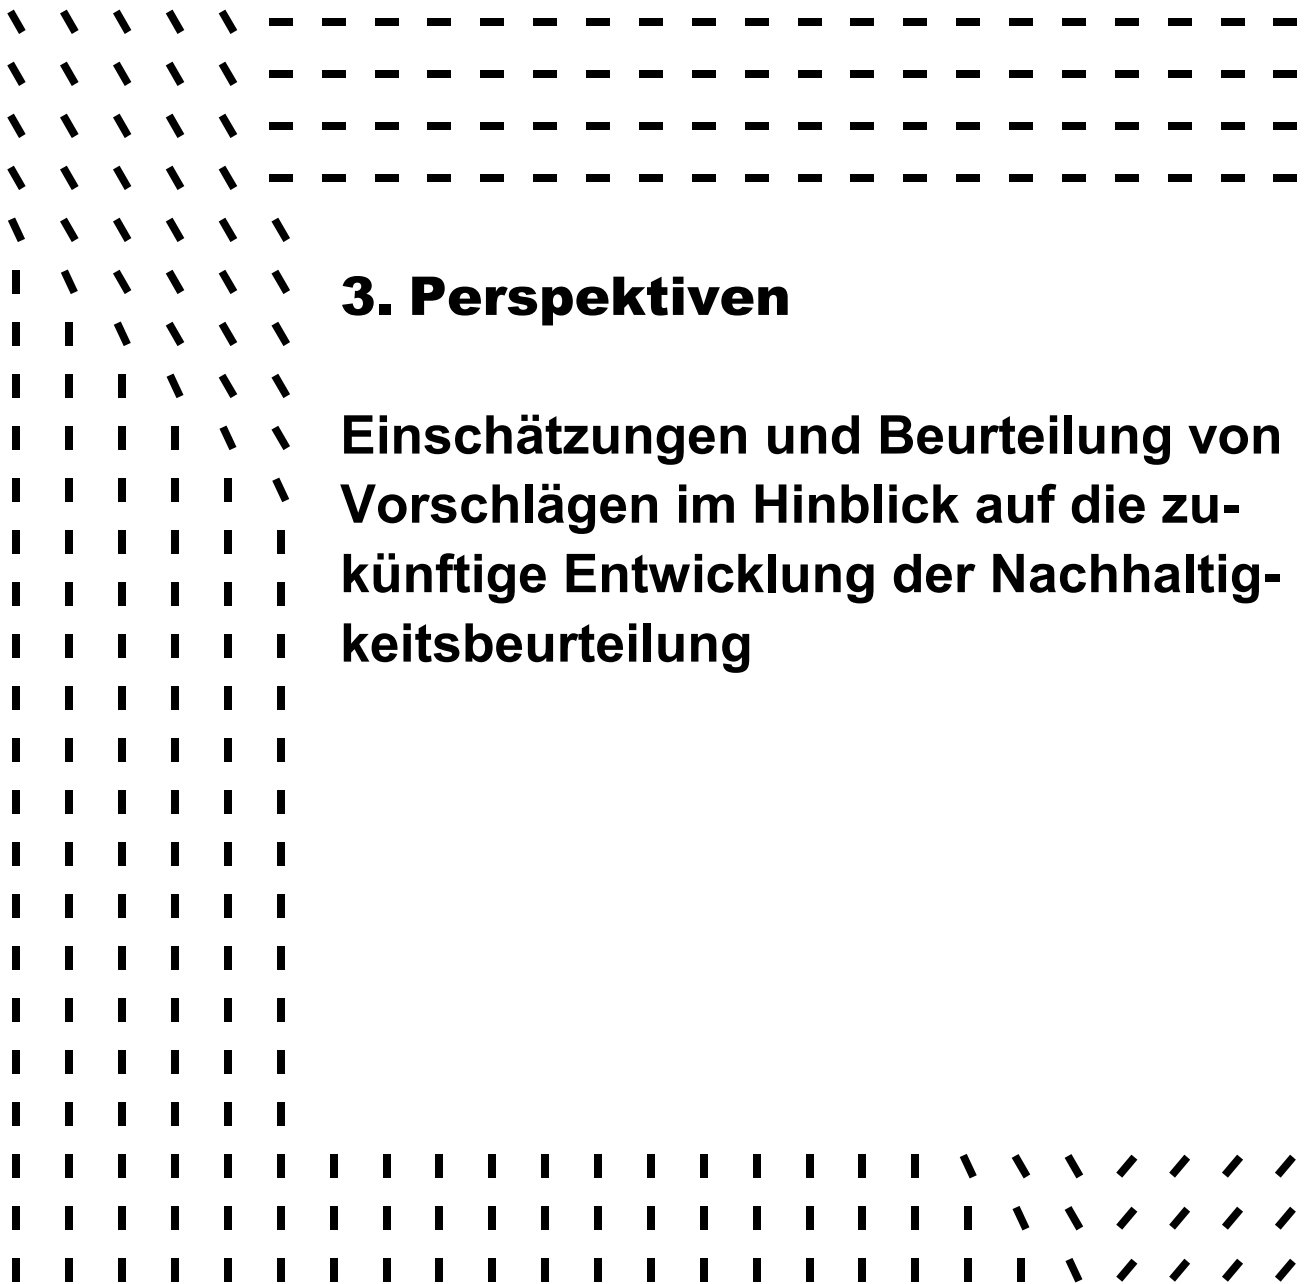 3. Perspektiven
Einschätzungen und Beurteilung von
Vorschlägen im Hinblick auf die zu-
künftige Entwicklung der Nachhaltig-
keitsbeurteilung